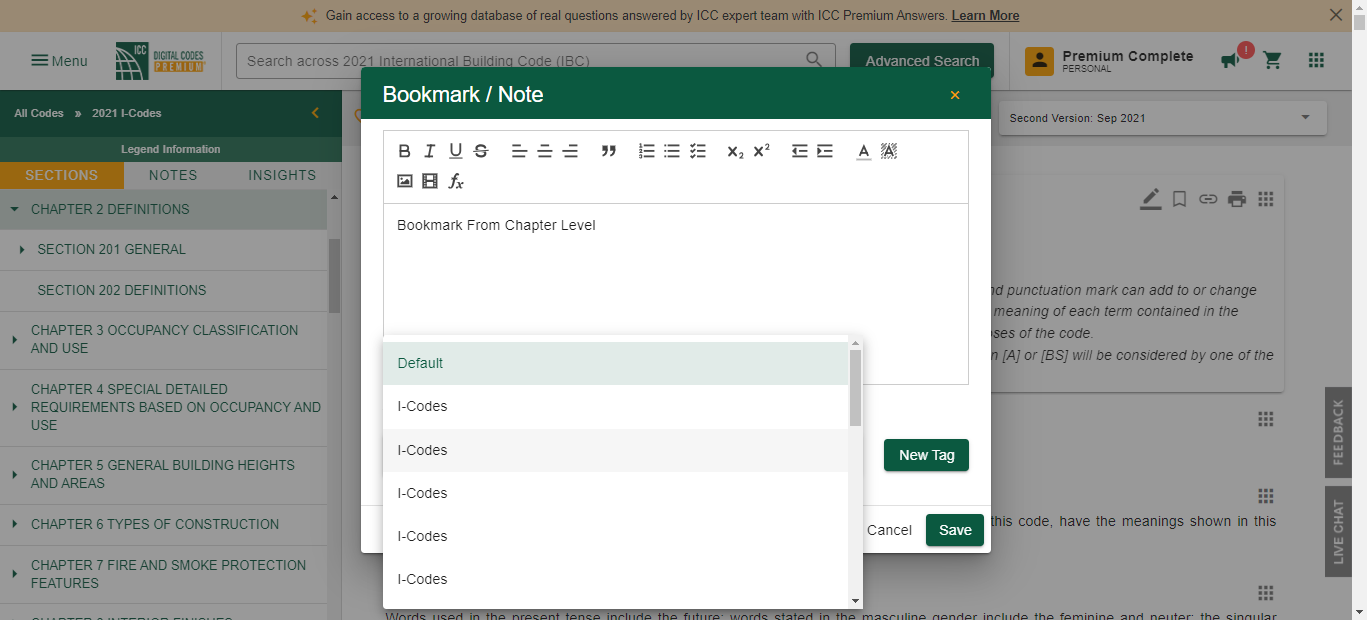 Gain access to a growing database of real questions answered by ICC expert team with ICC Premium Answers. Learn More
Menu
ICC
DIGITAL CODES
PREMIUM
Search across 2021 International Building Code (IBC)
Advanced Search
Premium Complete
PERSONAL
!
All Codes » 2021 I-Codes
Legend Information
SECTIONS NOTES INSIGHTS
CHAPTER 2 DEFINITIONS
SECTION 201 GENERAL
SECTION 202 DEFINITIONS
CHAPTER 3 OCCUPANCY CLASSIFICATION
AND USE
CHAPTER 4 SPECIAL DETAILED
REQUIREMENTS BASED ON OCCUPANCY AND
USE
CHAPTER 5 GENERAL BUILDING HEIGHTS
AND AREAS
CHAPTER 6 TYPES OF CONSTRUCTION
CHAPTER 7 FIRE AND SMOKE PROTECTION
FEATURES
CHAPTER 8 INTERIOR FINISHES
Bookmark / Note
Bookmark From Chapter Level
Default
I-Codes
I-Codes
I-Codes
I-Codes
I-Codes
New Tag
Cancel
Save
Second Version: Sep 2021
punctuation mark can add to or change
meaning of each term contained in the
of the code.
[A] or [BS] will be considered by one of the
this code, have the meanings shown in this
Words used in the present tense include the future; words stated in the masculine gender include the feminine and neuter; the singular
FEEDBACK
LIVE CHAT